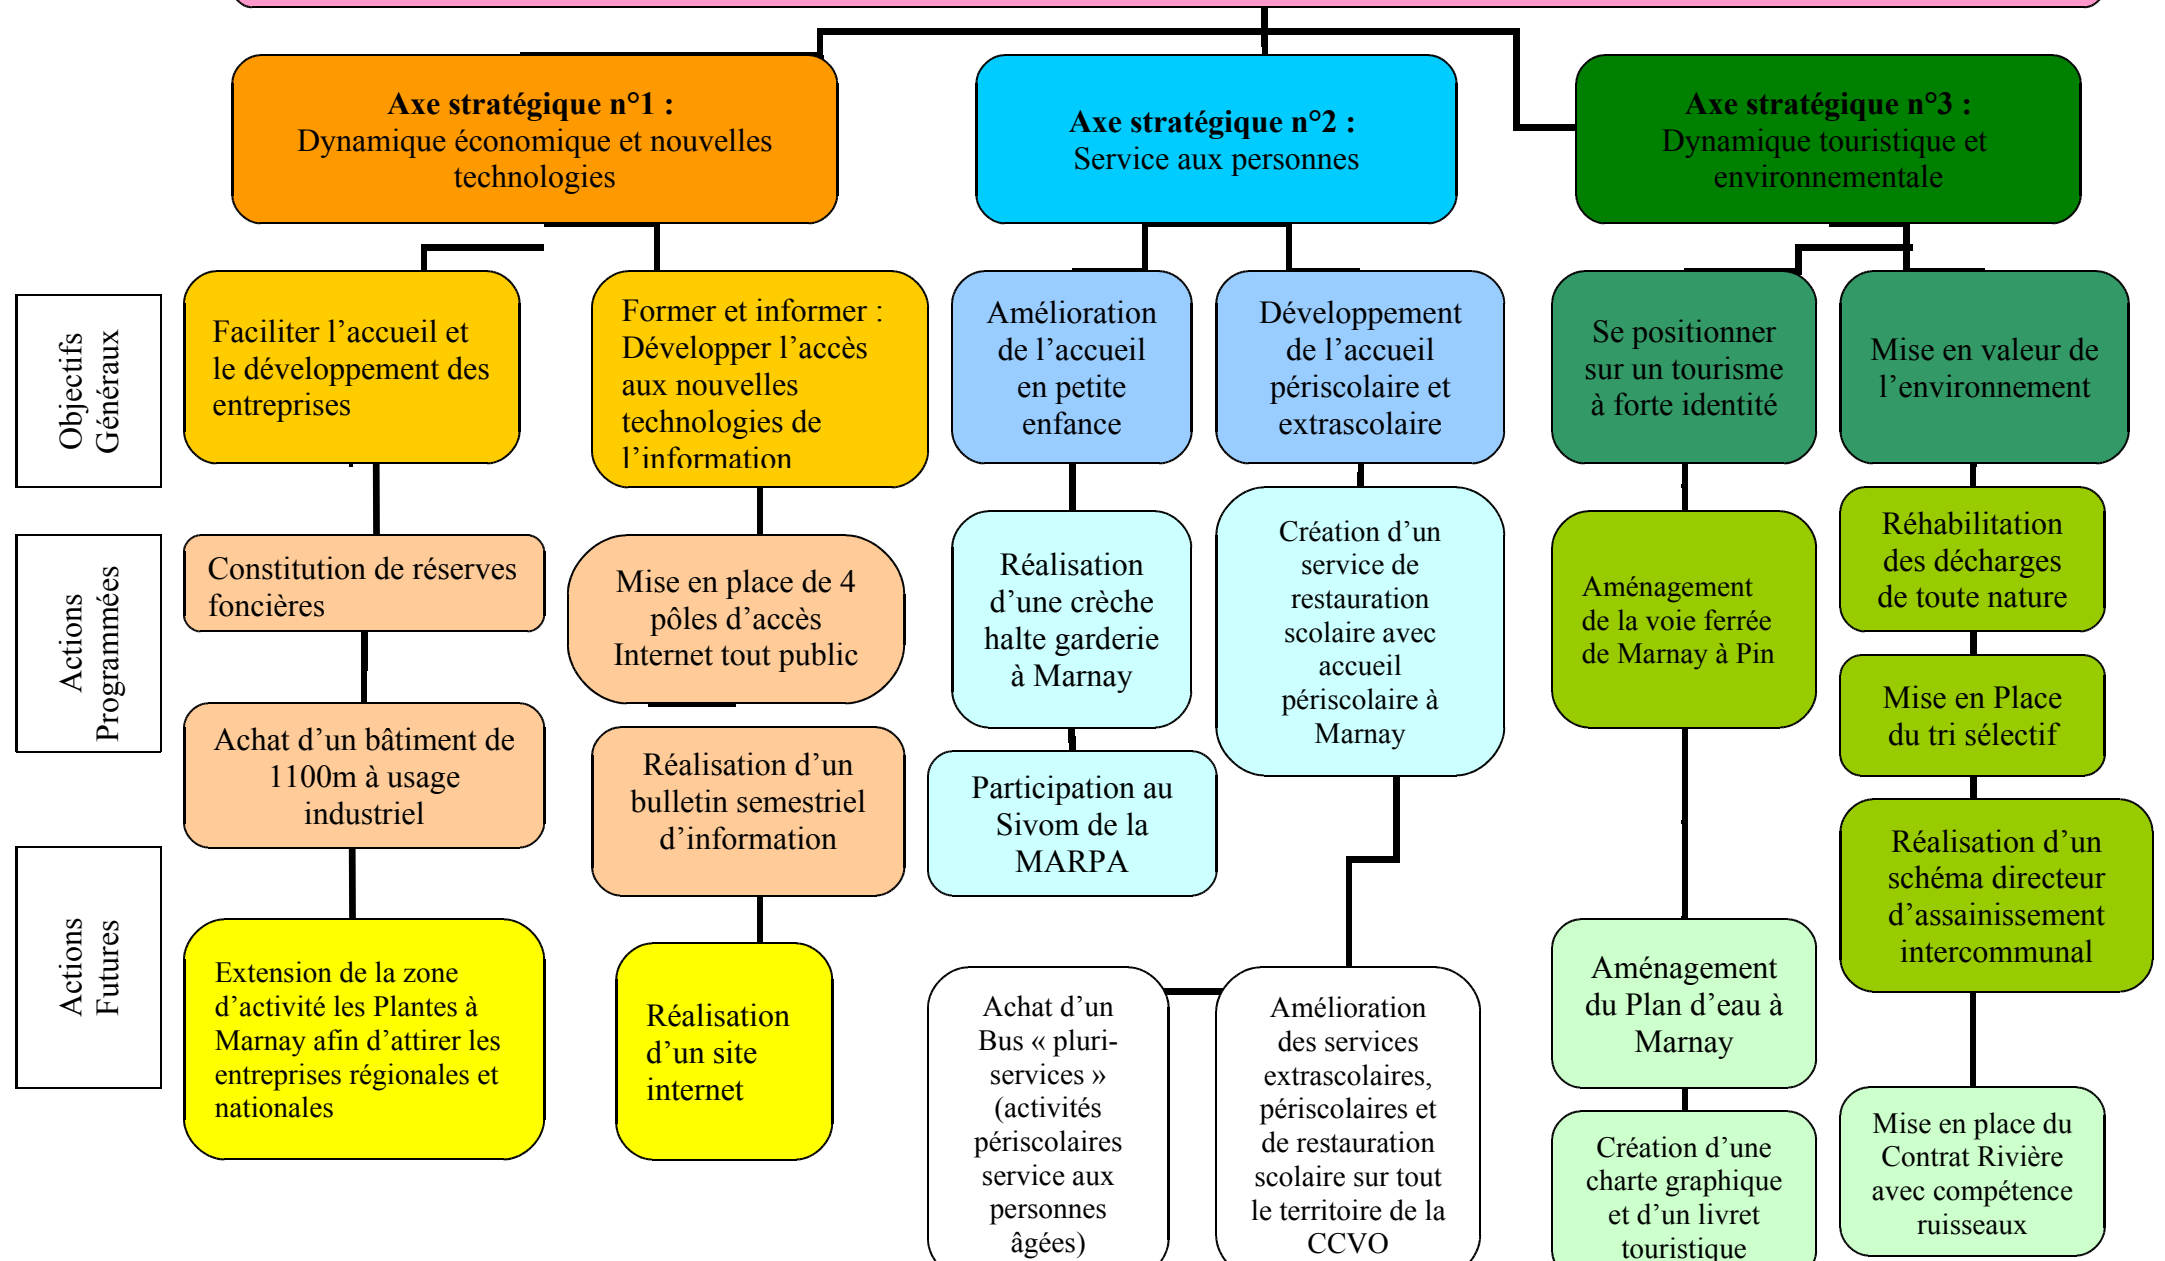 Axe stratégique n°1 :
Dynamique économique et nouvelles
technologies
Axe stratégique n°2 :
Service aux personnes
Axe stratégique n°3 :
Dynamique touristique et
environnementale
Objectifs
Généraux
Faciliter l’accueil et
le développement des
entreprises
Former et informer :
Développer l’accès
aux nouvelles
technologies de
l’information
Amélioration
de l’accueil
en petite
enfance
Développement
de l’accueil
périscolaire et
extrascolaire
Se positionner
sur un tourisme
à forte identité
Mise en valeur de
l’environnement
Actions
Programmées
Constitution de réserves
foncières
Achat d’un bâtiment de
1100m à usage
industriel
Mise en place de 4
pôles d’accès
Internet tout public
Réalisation d’un
bulletin semestriel
d’information
Réalisation
d’une crèche
halte garderie
à Marnay
Participation au
Sivom de la
MARPA
Création d’un
service de
restauration
scolaire avec
accueil
périscolaire à
Marnay
Aménagement
de la voie ferrée
de Marnay à Pin
Réhabilitation
des décharges
de toute nature
Mise en Place
du tri sélectif
Réalisation d’un
schéma directeur
d’assainissement
intercommunal
Actions
Futures
Extension de la zone
d’activité les Plantes à
Marnay afin d’attirer les
entreprises régionales et
nationales
Réalisation
d’un site
internet
Achat d’un
Bus « pluri-
services »
(activités
périscolaires
service aux
personnes
âgées)
Amélioration
des services
extrascolaires,
périscolaires et
de restauration
scolaire sur tout
le territoire de la
CCVO
Aménagement
du Plan d’eau à
Marnay
Création d’une
charte graphique
et d’un livret
touristique
Mise en place du
Contrat Rivière
avec compétence
ruisseaux